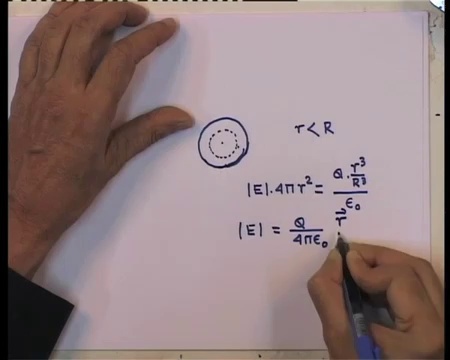 r < R
|E|. 4πr² = Q. r³/R³ / ε₀
|E| = Q / 4πε₀ r⃗